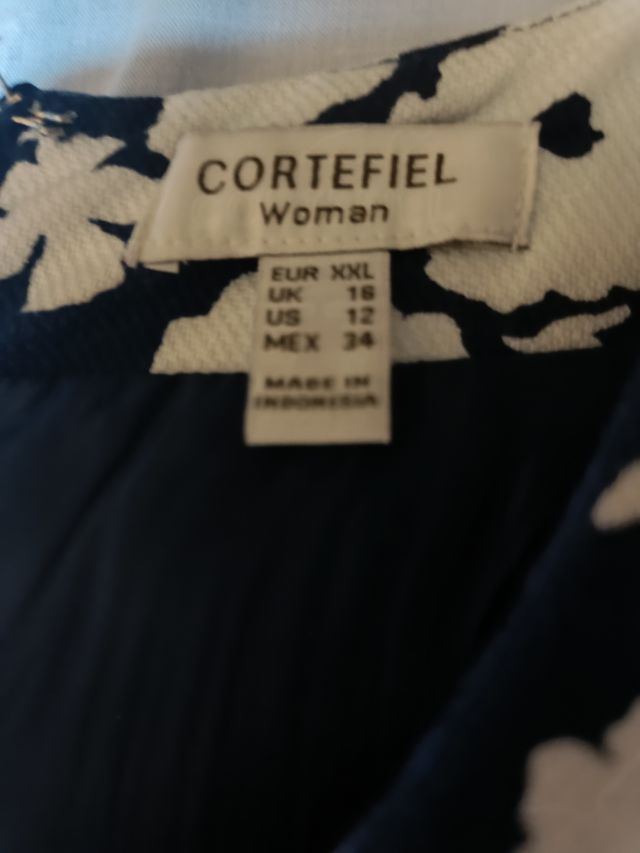 CORTEFIEL
Woman
EUR XXL
UK 16
US 12
MEX 34
MADE IN
INDONESIA